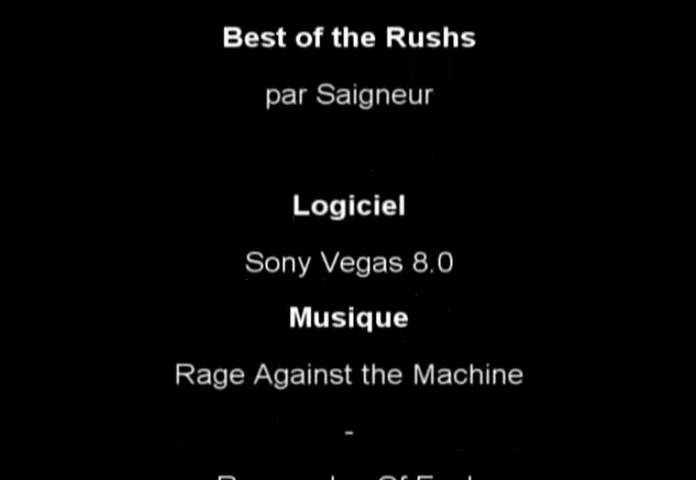 Best of the Rushs
par Saigneur
Logiciel
Sony Vegas 8.0
Musique
Rage Against the Machine
-